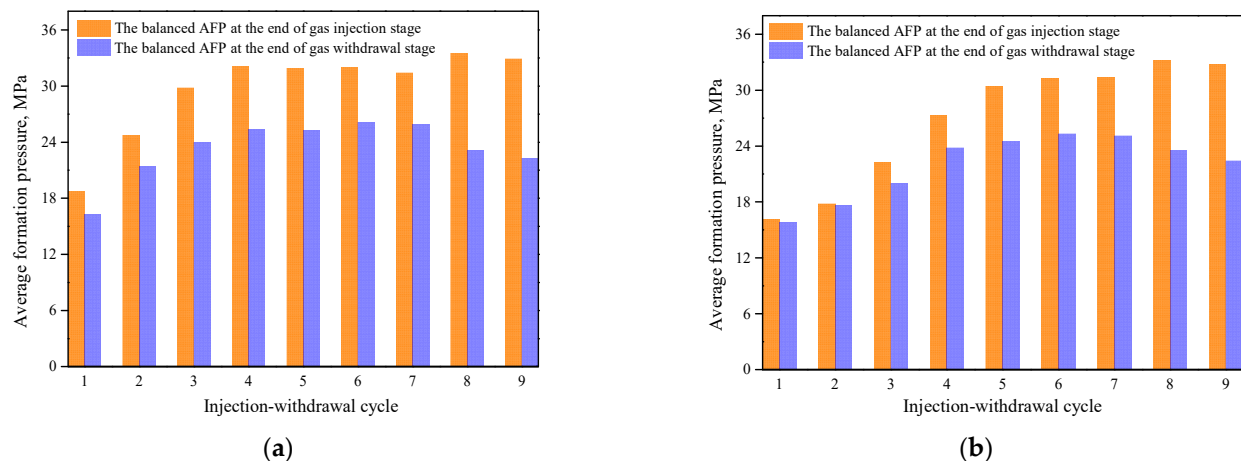 36
30
24
18
12
6
0
Average formation pressure, MPa
The balanced AFP at the end of gas injection stage
The balanced AFP at the end of gas withdrawal stage
1 2 3 4 5 6 7 8 9
Injection-withdrawal cycle
(a)
36
30
24
18
12
6
0
Average formation pressure, MPa
The balanced AFP at the end of gas injection stage
The balanced AFP at the end of gas withdrawal stage
1 2 3 4 5 6 7 8 9
Injection-withdrawal cycle
(b)